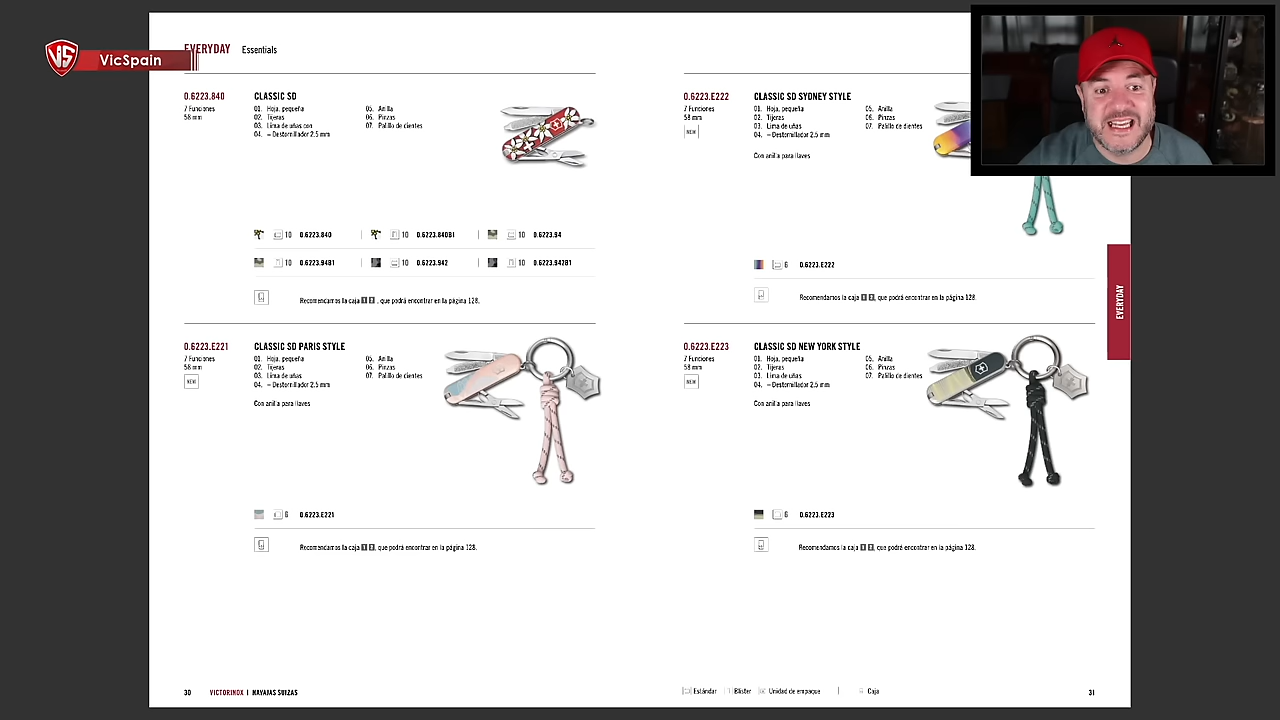 VS
VicSpain
EVERYDAY Essentials
0.6223.840
7 Funciones
58 mm
CLASSIC SD
01. Hoja, pequeña
02. Tijeras
03. Lima de uñas con
04. – Destornillador 2,5 mm
05. Anilla
06. Pinzas
07. Palillo de dientes
10 0.6223.840
10 0.6223.840B1
10 0.6223.94
10 0.6223.94B1
10 0.6223.942
10 0.6223.942B1
Recomendamos la caja 1 2, que podrá encontrar en la página 128.
0.6223.E221
7 Funciones
58 mm
NEW
CLASSIC SD PARIS STYLE
01. Hoja, pequeña
02. Tijeras
03. Lima de uñas
04. – Destornillador 2,5 mm
05. Anilla
06. Pinzas
07. Palillo de dientes
Con anilla para llaves
6 0.6223.E221
Recomendamos la caja 1 2, que podrá encontrar en la página 128.
30 VICTORINOX | NAVAJAS SUIZAS
0.6223.E222
7 Funciones
58 mm
NEW
CLASSIC SD SYDNEY STYLE
01. Hoja, pequeña
02. Tijeras
03. Lima de uñas
04. – Destornillador 2,5 mm
05. Anilla
06. Pinzas
07. Palillo de dientes
Con anilla para llaves
6 0.6223.E222
Recomendamos la caja 1 2, que podrá encontrar en la página 128.
EVERYDAY
0.6223.E223
7 Funciones
58 mm
NEW
CLASSIC SD NEW YORK STYLE
01. Hoja, pequeña
02. Tijeras
03. Lima de uñas
04. – Destornillador 2,5 mm
05. Anilla
06. Pinzas
07. Palillo de dientes
Con anilla para llaves
6 0.6223.E223
Recomendamos la caja 1 2, que podrá encontrar en la página 128.
Estándar Blíster Unidad de empaque | Caja
31